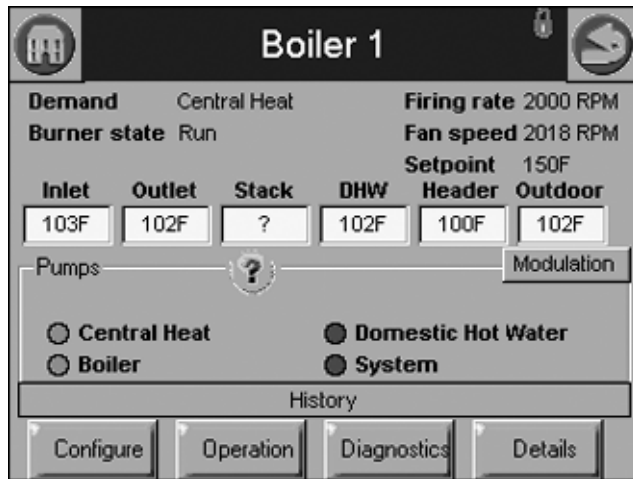 Boiler 1
Demand Central Heat Firing rate 2000 RPM
Burner state Run Fan speed 2018 RPM
Setpoint 150F
Inlet Outlet Stack DHW Header Outdoor
103F 102F ? 102F 100F 102F
Pumps ? Modulation
Central Heat Domestic Hot Water
Boiler System
History
Configure Operation Diagnostics Details